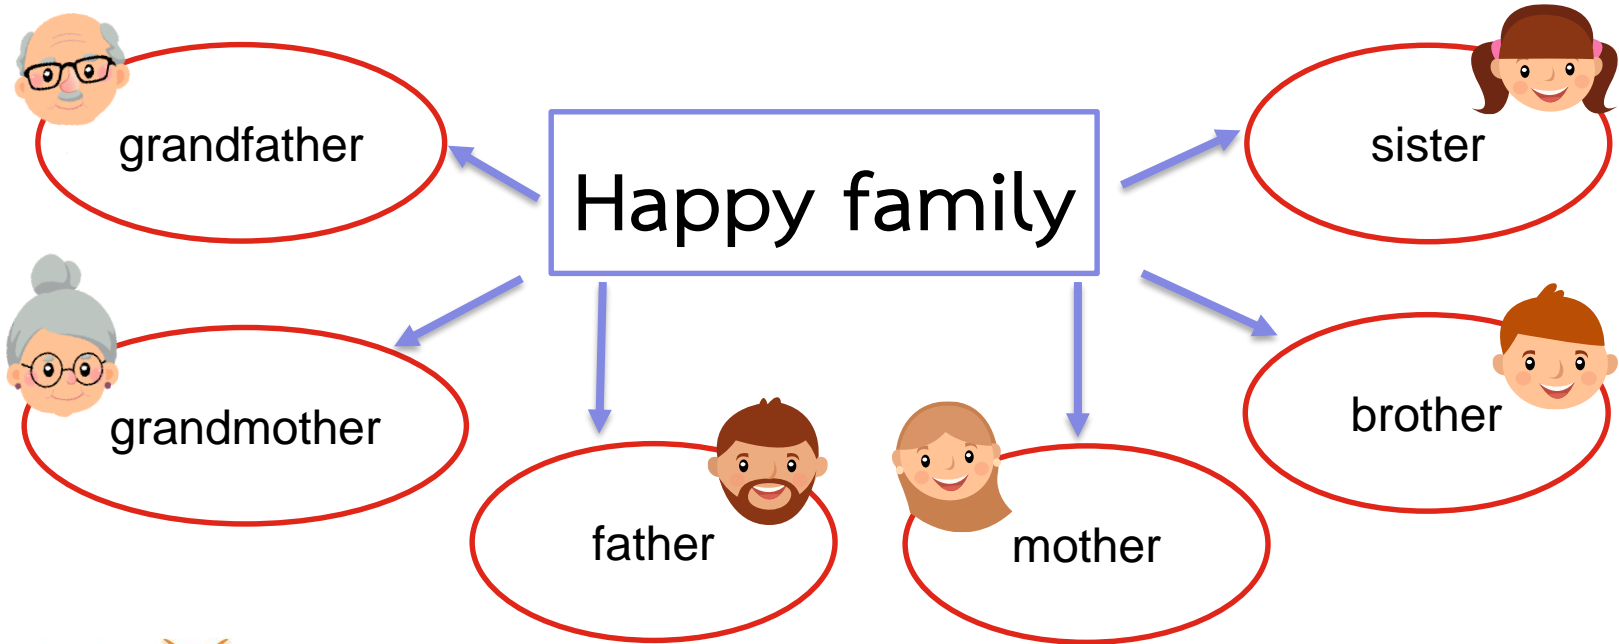 Happy family
grandfather
sister
grandmother
brother
father
mother